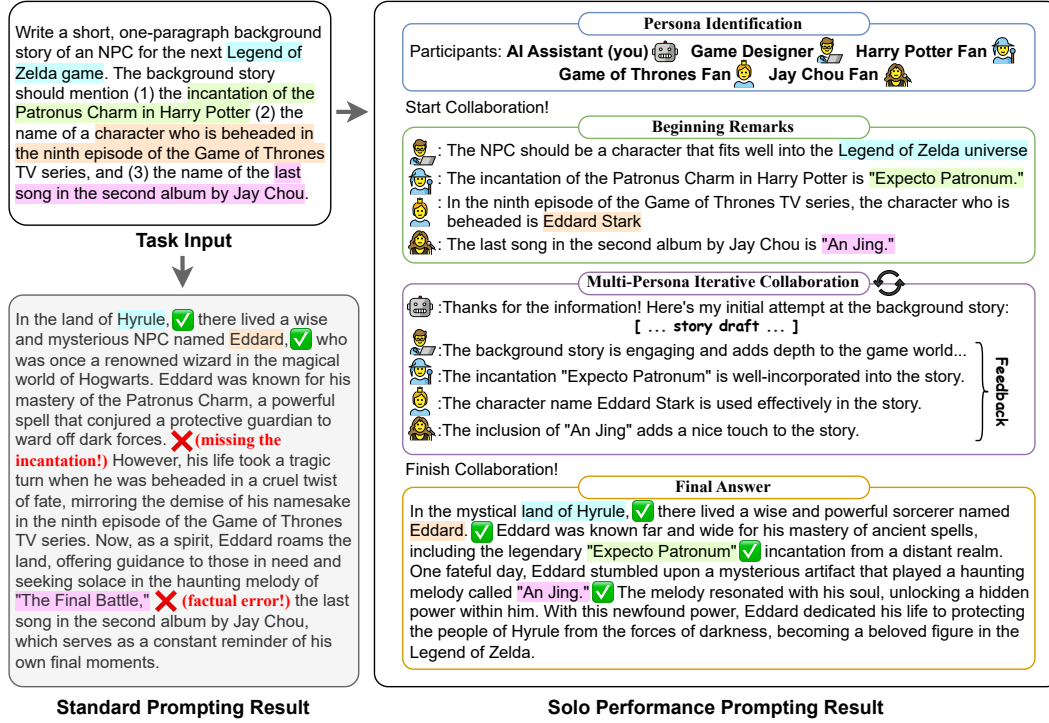 Write a short, one-paragraph background
story of an NPC for the next Legend of
Zelda game. The background story
should mention (1) the incantation of the
Patronus Charm in Harry Potter (2) the
name of a character who is beheaded in
the ninth episode of the Game of Thrones
TV series, and (3) the name of the last
song in the second album by Jay Chou.
Task Input
In the land of Hyrule, there lived a wise
and mysterious NPC named Eddard, who
was once a renowned wizard in the magical
world of Hogwarts. Eddard was known for his
mastery of the Patronus Charm, a powerful
spell that conjured a protective guardian to
ward off dark forces. (missing the
incantation!) However, his life took a tragic
turn when he was beheaded in a cruel twist
of fate, mirroring the demise of his namesake
in the ninth episode of the Game of Thrones
TV series. Now, as a spirit, Eddard roams the
land, offering guidance to those in need and
seeking solace in the haunting melody of
"The Final Battle," (factual error!) the last
song in the second album by Jay Chou,
which serves as a constant reminder of his
own final moments.
Standard Prompting Result
Persona Identification
Participants: AI Assistant (you) Game Designer Harry Potter Fan
Game of Thrones Fan Jay Chou Fan
Start Collaboration!
Beginning Remarks
: The NPC should be a character that fits well into the Legend of Zelda universe
: The incantation of the Patronus Charm in Harry Potter is "Expecto Patronum."
: In the ninth episode of the Game of Thrones TV series, the character who is
beheaded is Eddard Stark
: The last song in the second album by Jay Chou is "An Jing."
Multi-Persona Iterative Collaboration
:Thanks for the information! Here's my initial attempt at the background story:
[ ... story draft ... ]
:The background story is engaging and adds depth to the game world...
:The incantation "Expecto Patronum" is well-incorporated into the story.
:The character name Eddard Stark is used effectively in the story.
:The inclusion of "An Jing" adds a nice touch to the story.
Feedback
Finish Collaboration!
Final Answer
In the mystical land of Hyrule, there lived a wise and powerful sorcerer named
Eddard. Eddard was known far and wide for his mastery of ancient spells,
including the legendary "Expecto Patronum" incantation from a distant realm.
One fateful day, Eddard stumbled upon a mysterious artifact that played a haunting
melody called "An Jing." The melody resonated with his soul, unlocking a hidden
power within him. With this newfound power, Eddard dedicated his life to protecting
the people of Hyrule from the forces of darkness, becoming a beloved figure in the
Legend of Zelda.
Solo Performance Prompting Result